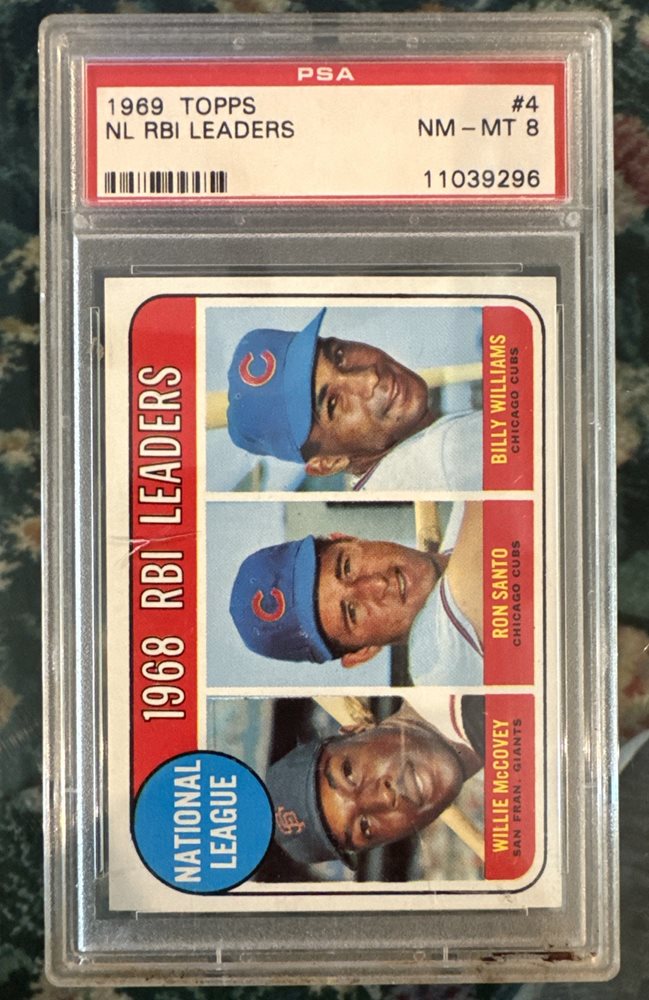 PSA
1969 TOPPS #4
NL RBI LEADERS NM - MT 8
11039296
1968 RBI LEADERS
NATIONAL
LEAGUE
C
BILLY WILLIAMS
CHICAGO CUBS
C
RON SANTO
CHICAGO CUBS
SF
WILLIE McCOVEY
SAN FRAN. GIANTS